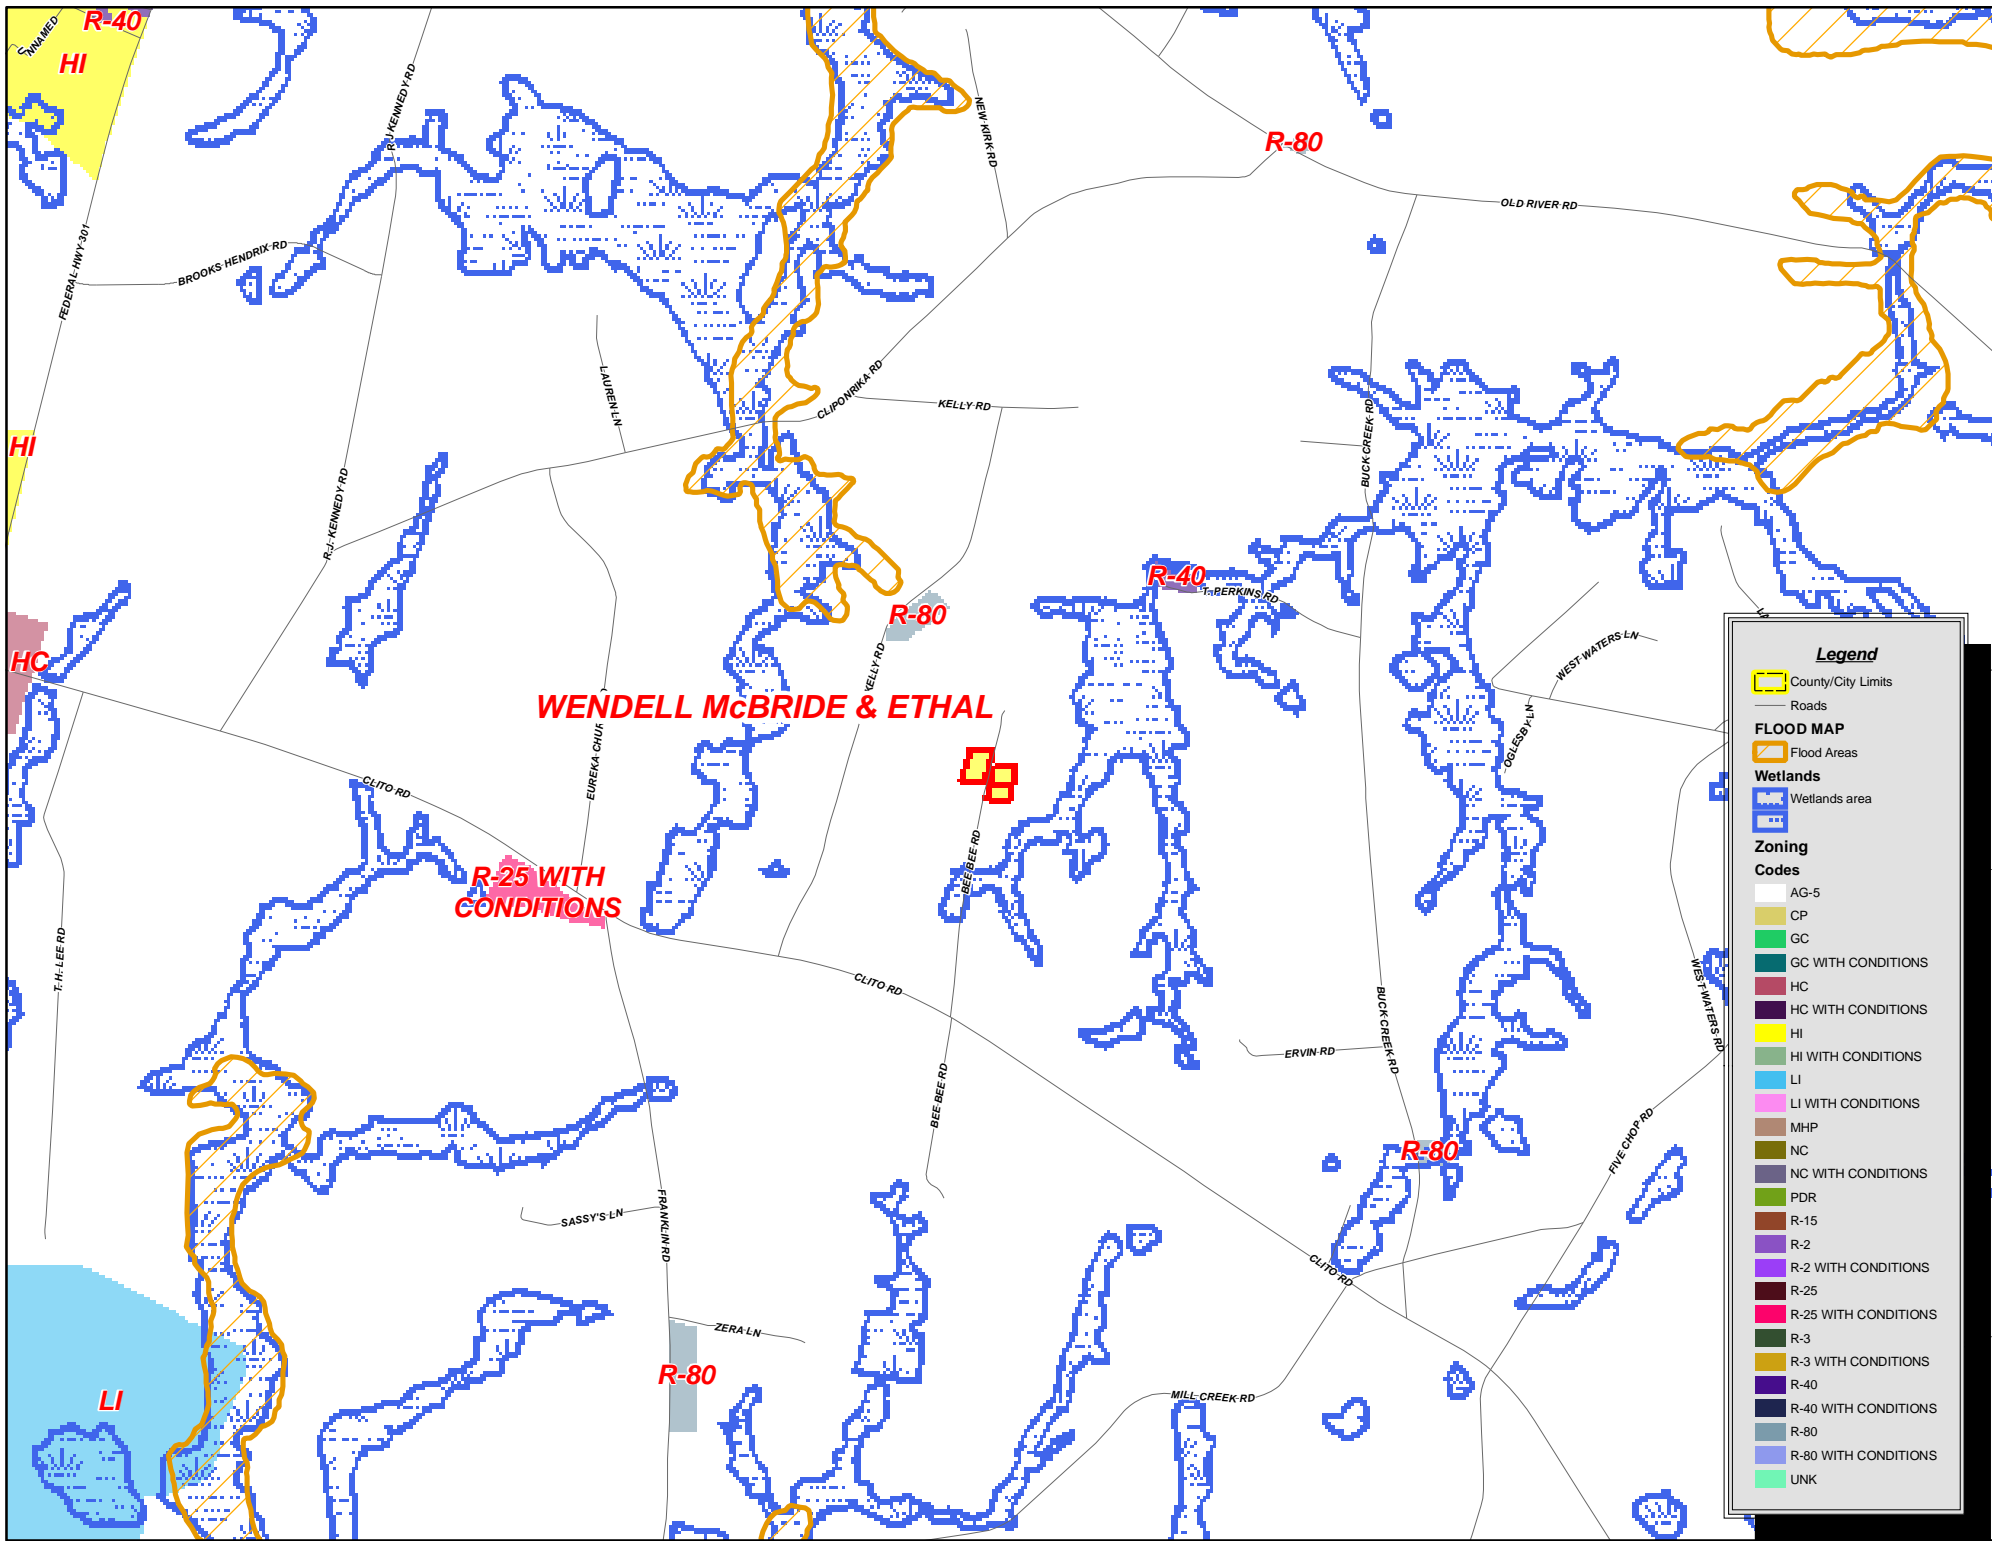 R-40
UNNAMED
HI
R.J. KENNEDY RD
NEW KIRK RD
R-80
OLD RIVER RD
FEDERAL HWY 301
BROOKS HENDRIX RD
LAUREN LN
CLIPONRIKA RD
KELLY RD
BUCK CREEK RD
HI
R.J. KENNEDY RD
R-40
T. PERKINS RD
R-80
HC
KELLY RD
WEST WATERS LN
WENDELL McBRIDE & ETHAL
EUREKA CHUR
OGLESBY LN
CLITO RD
BEE BEE RD
R-25 WITH
CONDITIONS
T.H. LEE RD
CLITO RD
BUCK CREEK RD
WEST WATERS RD
ERVIN RD
BEE BEE RD
FIVE CHOP RD
R-80
SASSY'S LN
FRANKLIN RD
CLITO RD
ZERA LN
R-80
MILL CREEK RD
LI
Legend
County/City Limits
Roads
FLOOD MAP
Flood Areas
Wetlands
Wetlands area
Zoning
Codes
AG-5
CP
GC
GC WITH CONDITIONS
HC
HC WITH CONDITIONS
HI
HI WITH CONDITIONS
LI
LI WITH CONDITIONS
MHP
NC
NC WITH CONDITIONS
PDR
R-15
R-2
R-2 WITH CONDITIONS
R-25
R-25 WITH CONDITIONS
R-3
R-3 WITH CONDITIONS
R-40
R-40 WITH CONDITIONS
R-80
R-80 WITH CONDITIONS
UNK